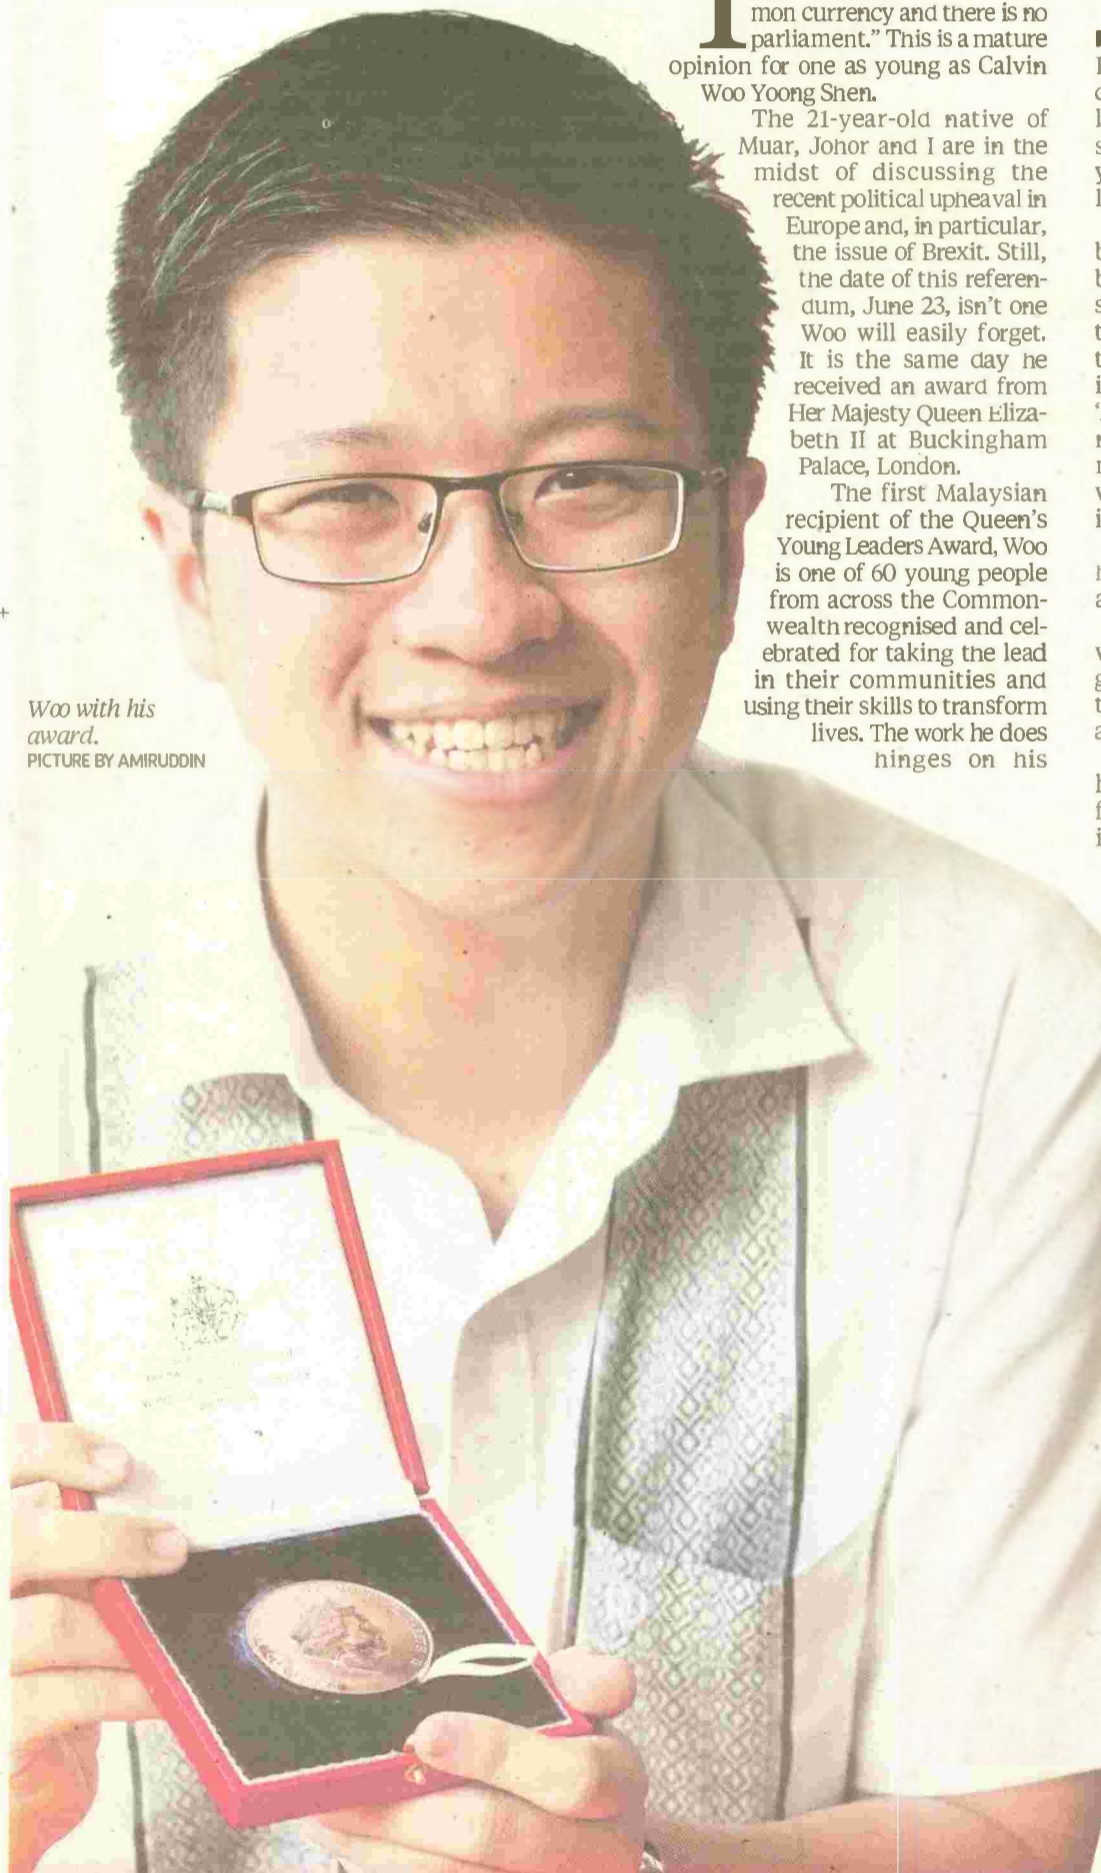 mon currency and there is no
parliament.” This is a mature
opinion for one as young as Calvin
Woo Yoong Shen.
The 21-year-old native of
Muar, Johor and I are in the
midst of discussing the
recent political upheaval in
Europe and, in particular,
the issue of Brexit. Still,
the date of this referen-
dum, June 23, isn’t one
Woo will easily forget.
It is the same day he
received an award from
Her Majesty Queen Eliza-
beth II at Buckingham
Palace, London.
The first Malaysian
recipient of the Queen’s
Young Leaders Award, Woo
is one of 60 young people
from across the Common-
wealth recognised and cel-
ebrated for taking the lead
in their communities and
using their skills to transform
lives. The work he does
hinges on his
Woo with his
award.
PICTURE BY AMIRUDDIN